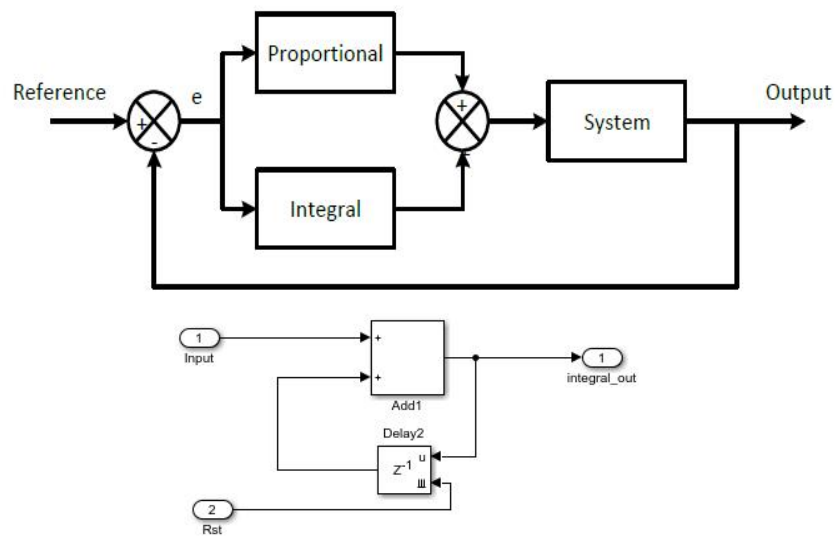 Proportional
Reference
e
+
-
+
-
System
Output
Integral
1
Input
+
+
1
integral_out
Add1
Delay2
u
Z-1
2
Rst